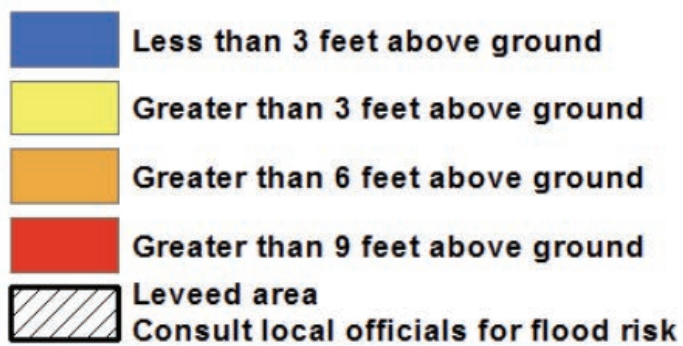 Less than 3 feet above ground
Greater than 3 feet above ground
Greater than 6 feet above ground
Greater than 9 feet above ground
Leveed area
Consult local officials for flood risk